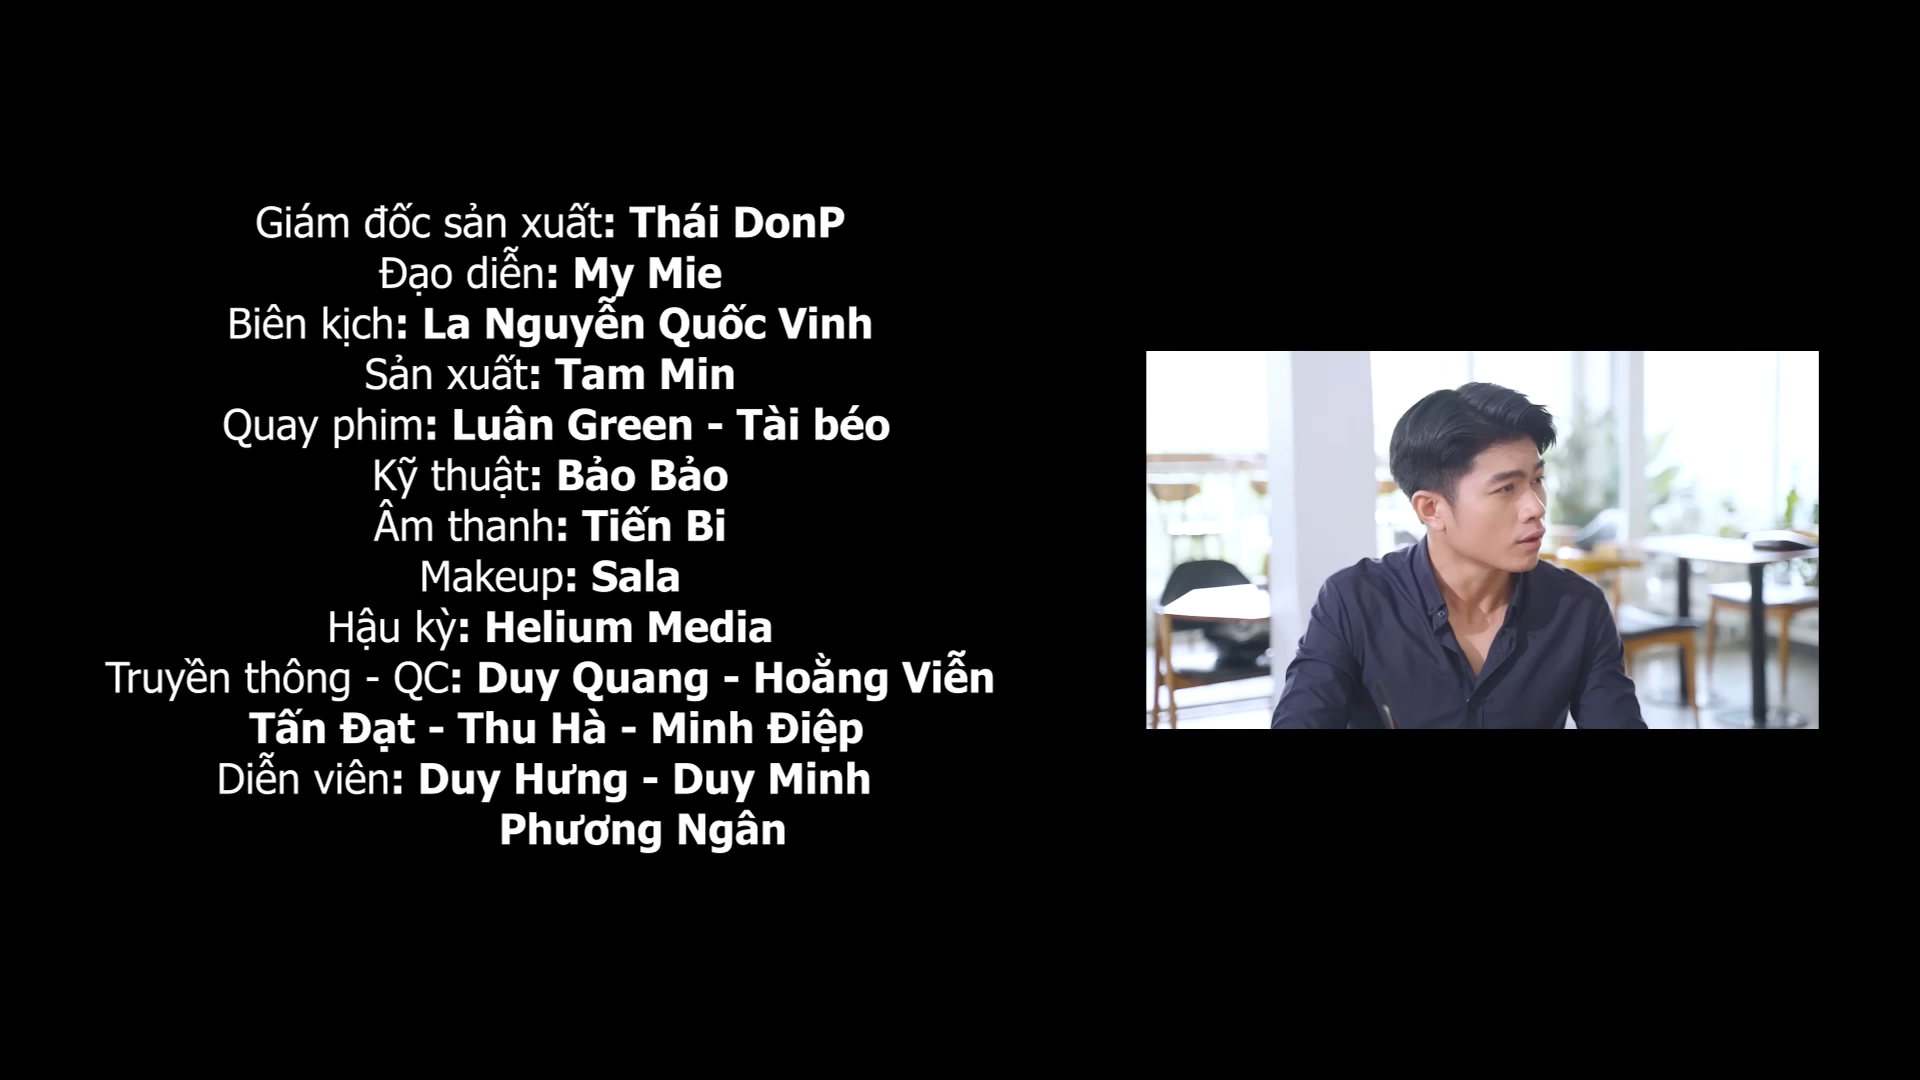 Giám đốc sản xuất: Thái DonP
Đạo diễn: My Mie
Biên kịch: La Nguyễn Quốc Vinh
Sản xuất: Tam Min
Quay phim: Luân Green - Tài béo
Kỹ thuật: Bảo Bảo
Âm thanh: Tiến Bi
Makeup: Sala
Hậu kỳ: Helium Media
Truyền thông - QC: Duy Quang - Hoằng Viễn
Tấn Đạt - Thu Hà - Minh Điệp
Diễn viên: Duy Hưng - Duy Minh
Phương Ngân